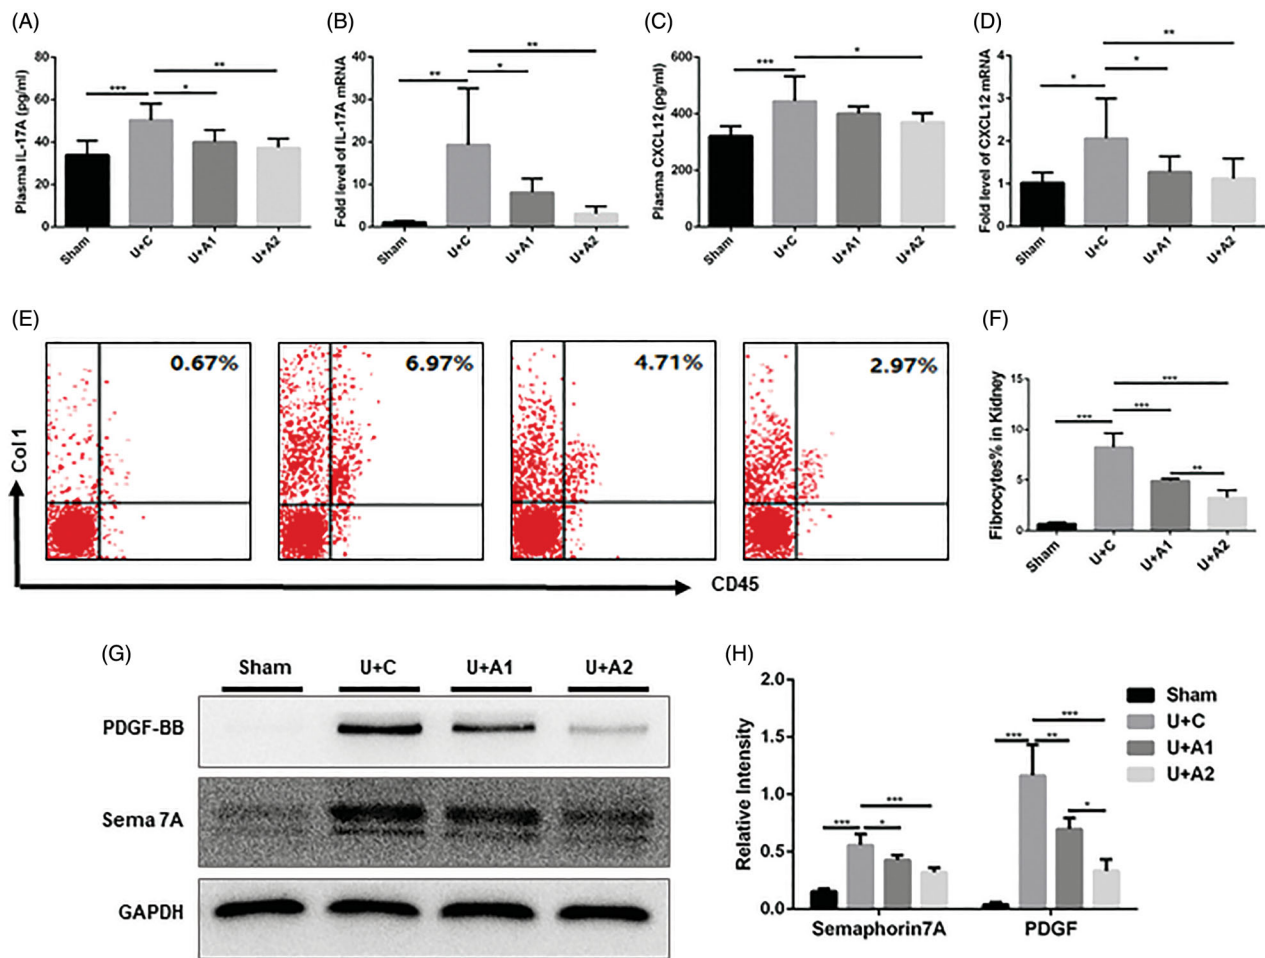 (A)
Plasma IL-17A (pg/ml)
80
60
40
20
0
***
*
**
Sham
U+C
U+A1
U+A2
(B)
Fold level of IL-17A mRNA
40
30
20
10
0
**
*
**
Sham
U+C
U+A1
U+A2
(C)
Plasma CXCL12 (pg/ml)
600
400
200
0
***
*
Sham
U+C
U+A1
U+A2
(D)
Fold level of CXCL12 mRNA
4
3
2
1
0
*
*
**
Sham
U+C
U+A1
U+A2
(E)
0.67%
6.97%
4.71%
2.97%
Col 1
CD45
(F)
Fibrocytes% in Kidney
15
10
5
0
***
***
***
**
Sham
U+C
U+A1
U+A2
(G)
Sham U+C U+A1 U+A2
PDGF-BB
Sema 7A
GAPDH
(H)
Relative Intensity
2.0
1.5
1.0
0.5
0.0
***
*
***
***
**
***
*
Semaphorin7A PDGF
Sham
U+C
U+A1
U+A2